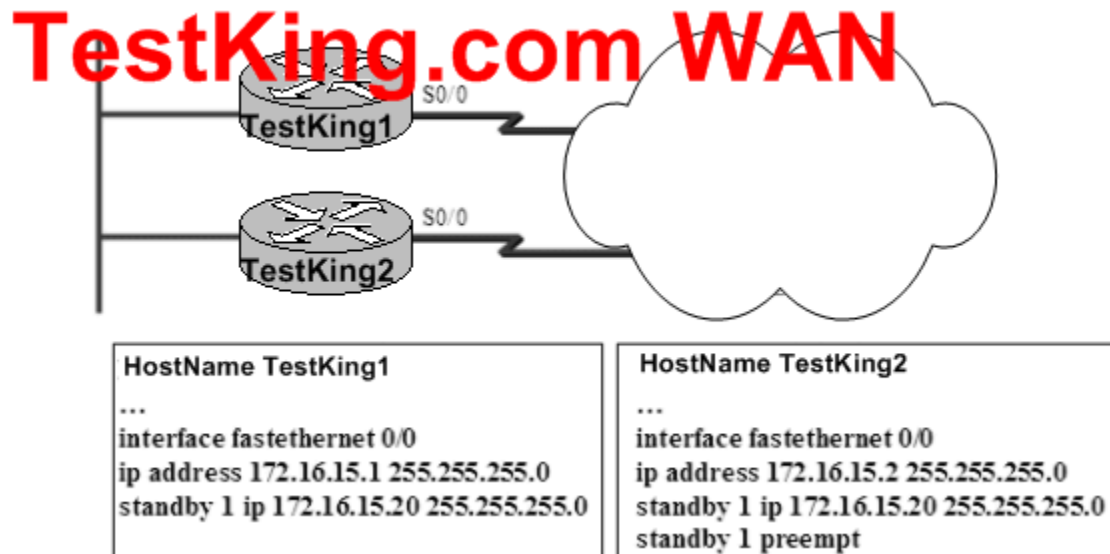 TestKing.com WAN
S0/0
TestKing1
S0/0
TestKing2
HostName TestKing1
...
interface fastethernet 0/0
ip address 172.16.15.1 255.255.255.0
standby 1 ip 172.16.15.20 255.255.255.0
HostName TestKing2
...
interface fastethernet 0/0
ip address 172.16.15.2 255.255.255.0
standby 1 ip 172.16.15.20 255.255.255.0
standby 1 preempt